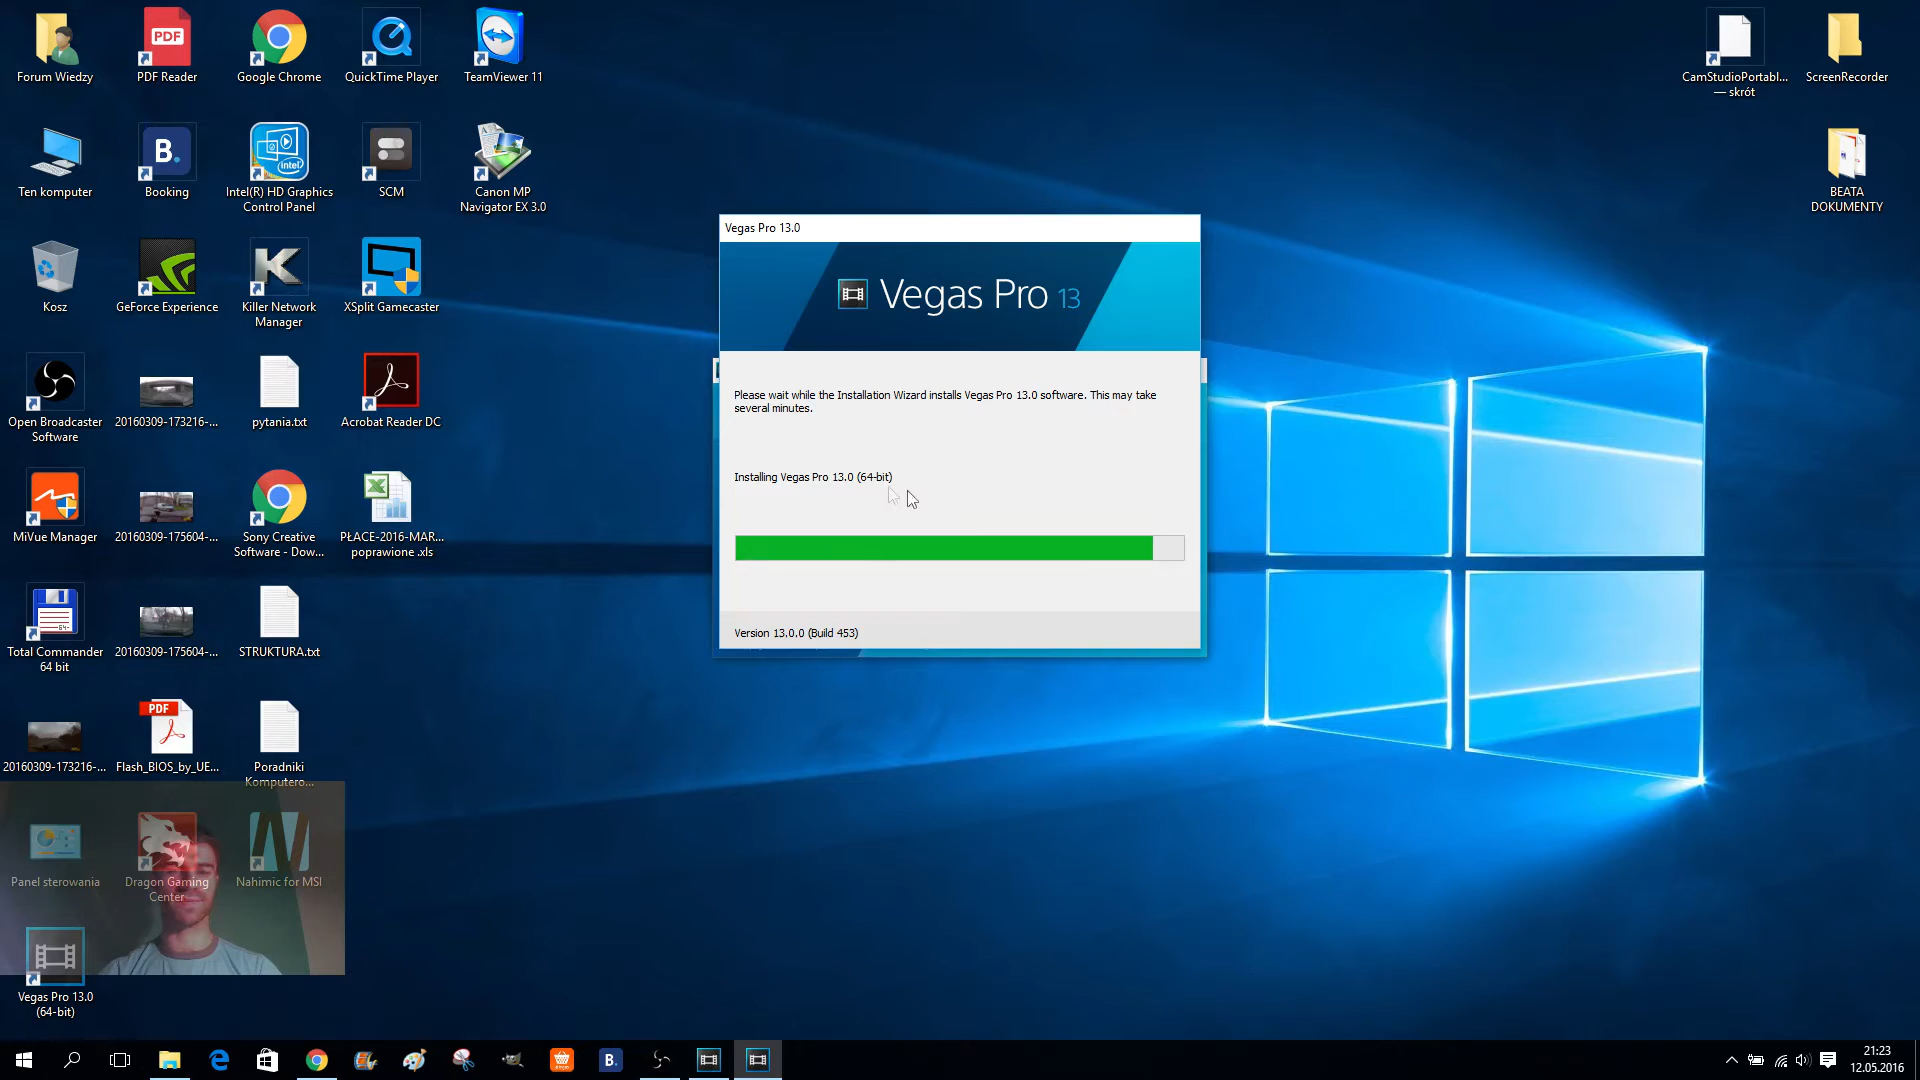 Forum Wiedzy
PDF
PDF Reader
Google Chrome
QuickTime Player
TeamViewer 11
CamStudioPortabl...
— skrót
ScreenRecorder
Ten komputer
B.
Booking
intel
Intel(R) HD Graphics
Control Panel
SCM
Canon MP
Navigator EX 3.0
BEATA
DOKUMENTY
Kosz
GeForce Experience
K
Killer Network
Manager
XSplit Gamecaster
Open Broadcaster
Software
20160309-173216-...
pytania.txt
Acrobat Reader DC
MiVue Manager
20160309-175604-...
Sony Creative
Software - Dow...
PŁACE-2016-MAR...
poprawione .xls
Total Commander
64 bit
20160309-175604-...
STRUKTURA.txt
20160309-173216-...
PDF
Flash_BIOS_by_UE...
Poradniki
Komputero...
Panel sterowania
Dragon Gaming
Center
Nahimic for MSI
Vegas Pro 13.0
(64-bit)
Vegas Pro 13.0
Vegas Pro 13
Please wait while the Installation Wizard installs Vegas Pro 13.0 software. This may take
several minutes.
Installing Vegas Pro 13.0 (64-bit)
Version 13.0.0 (Build 453)
B.
21:23
12.05.2016